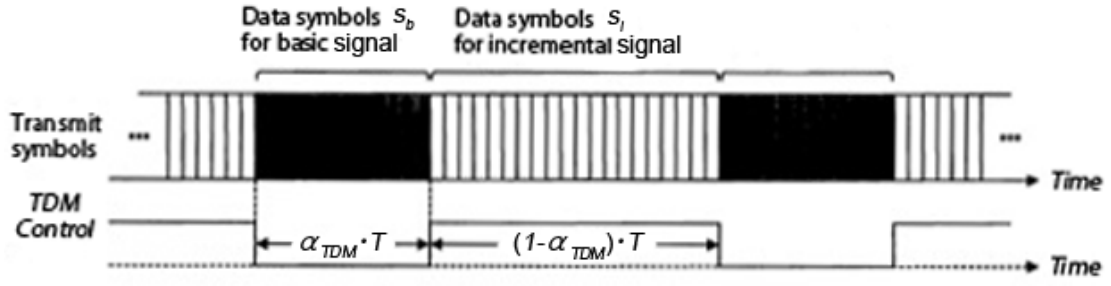 Data symbols s_b
for basic signal
Data symbols s_l
for incremental signal
Transmit
symbols
...
...
Time
TDM
Control
α_TDM · T
(1-α_TDM) · T
Time